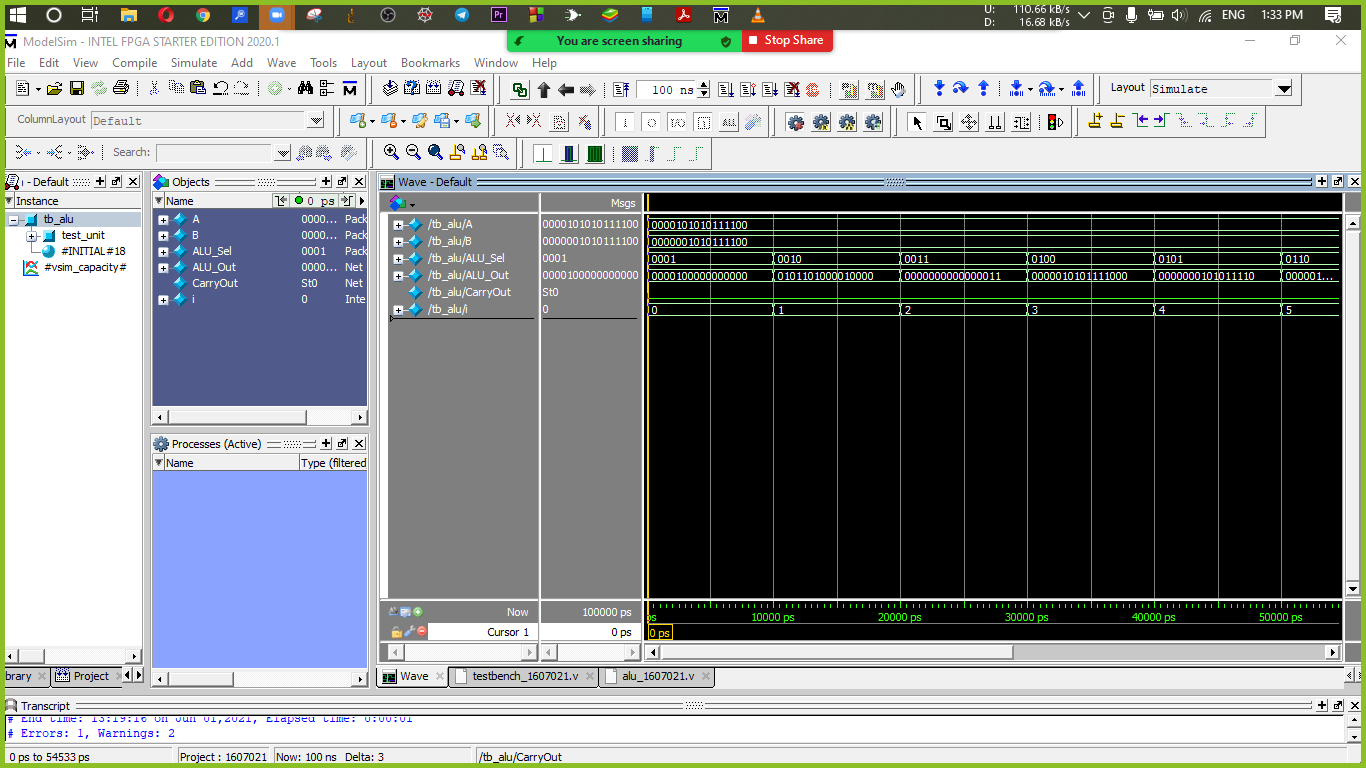 U: 110.66 kB/s
D: 16.68 kB/s
ENG 1:33 PM
ModelSim - INTEL FPGA STARTER EDITION 2020.1
You are screen sharing Stop Share
File Edit View Compile Simulate Add Wave Tools Layout Bookmarks Window Help
100 ns Layout Simulate
ColumnLayout Default
Search:
- Default
Instance
tb_alu
test_unit
#INITIAL#18
#vsim_capacity#
brary Project
Objects
Name 0 ps
A 0000... Pack
B 0000... Pack
ALU_Sel 0001 Pack
ALU_Out 0000... Net
CarryOut St0 Net
i 0 Inte
Processes (Active)
Name Type (filtered
Wave - Default
Msgs
/tb_alu/A 0000101010111100 0000101010111100
/tb_alu/B 0000001010111100 0000001010111100
/tb_alu/ALU_Sel 0001 0001 0010 0011 0100 0101 0110
/tb_alu/ALU_Out 0000100000000000 0000100000000000 0101101000010000 0000000000000011 0000010101111000 0000000101011110 000001...
/tb_alu/CarryOut St0
/tb_alu/i 0 0 1 2 3 4 5
Now 100000 ps ps 10000 ps 20000 ps 30000 ps 40000 ps 50000 ps
Cursor 1 0 ps 0 ps
Wave testbench_1607021.v alu_1607021.v
Transcript
# End time: 13:19:16 on Jun 01,2021, Elapsed time: 0:00:01
# Errors: 1, Warnings: 2
0 ps to 54533 ps Project : 1607021 Now: 100 ns Delta: 3 /tb_alu/CarryOut